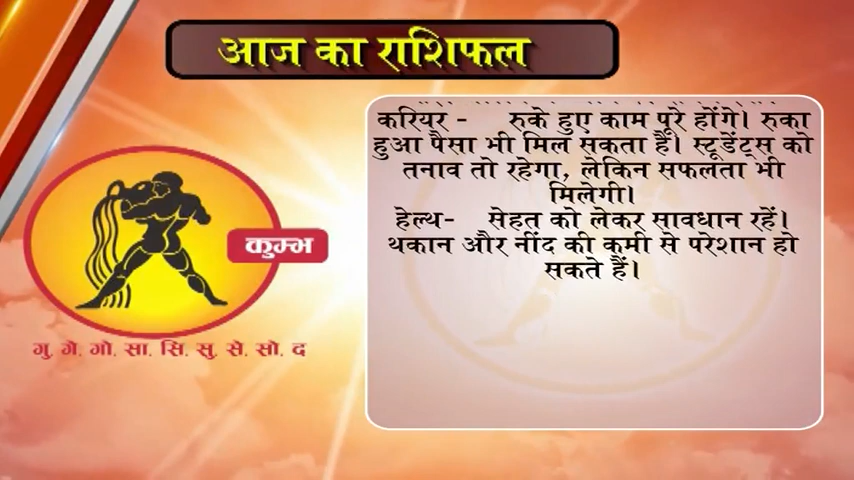 आज का राशिफल
करियर - रुके हुए काम पूरे होंगे। रुका
हुआ पैसा भी मिल सकता है। स्टूडेंट्स को
तनाव तो रहेगा, लेकिन सफलता भी
मिलेगी।
हेल्थ- सेहत को लेकर सावधान रहें।
थकान और नींद की कमी से परेशान हो
सकते हैं।
कुम्भ
गु. गे. गो. सा. सि. सु. से. सो. द